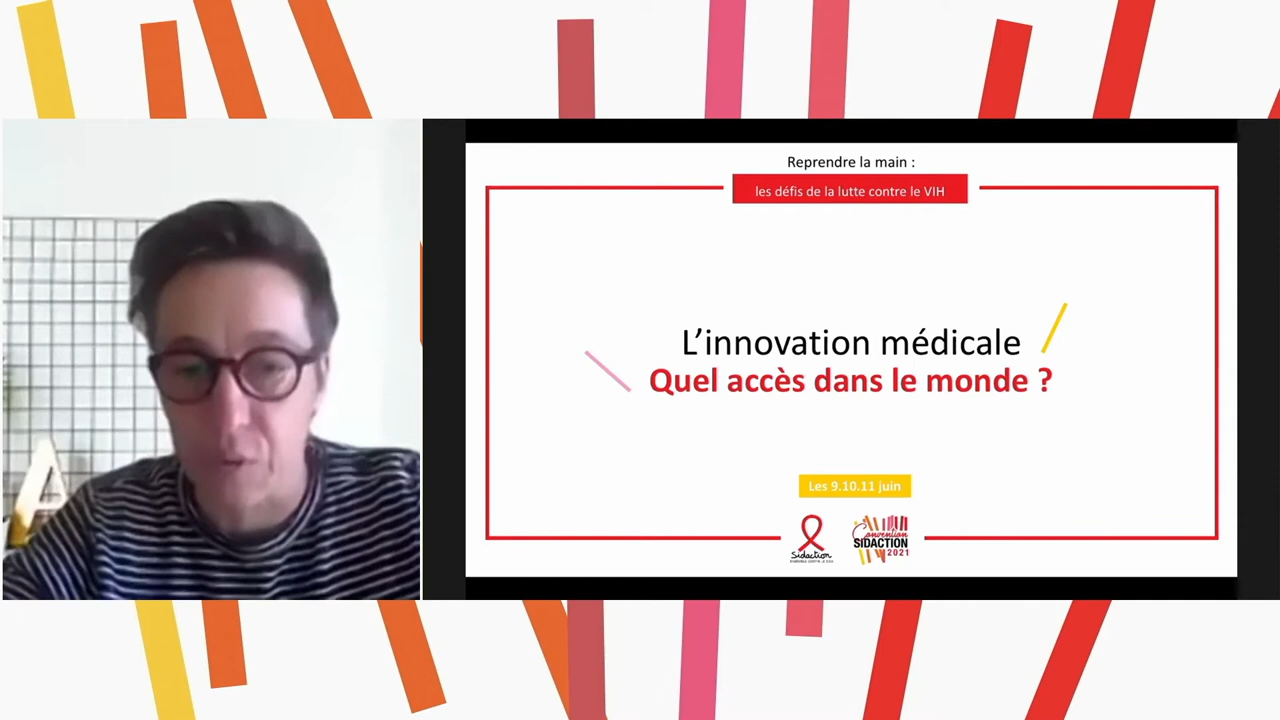 Reprendre la main :
les défis de la lutte contre le VIH
L'innovation médicale
Quel accès dans le monde ?
Les 9.10.11 juin
Sidaction
Convention
SIDACTION
2021
A